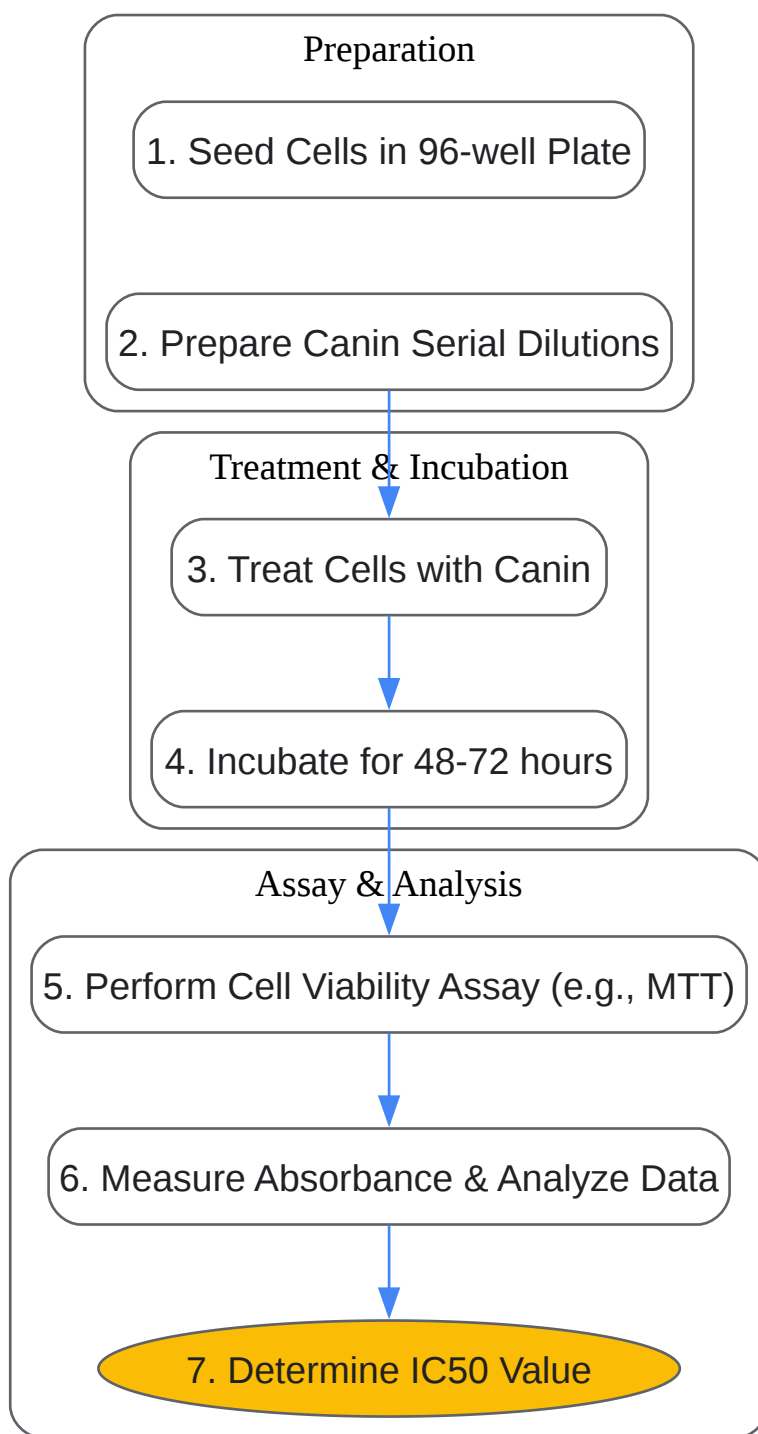 Preparation
1. Seed Cells in 96-well Plate
2. Prepare Canin Serial Dilutions
Treatment & Incubation
3. Treat Cells with Canin
4. Incubate for 48-72 hours
Assay & Analysis
5. Perform Cell Viability Assay (e.g., MTT)
6. Measure Absorbance & Analyze Data
7. Determine IC50 Value